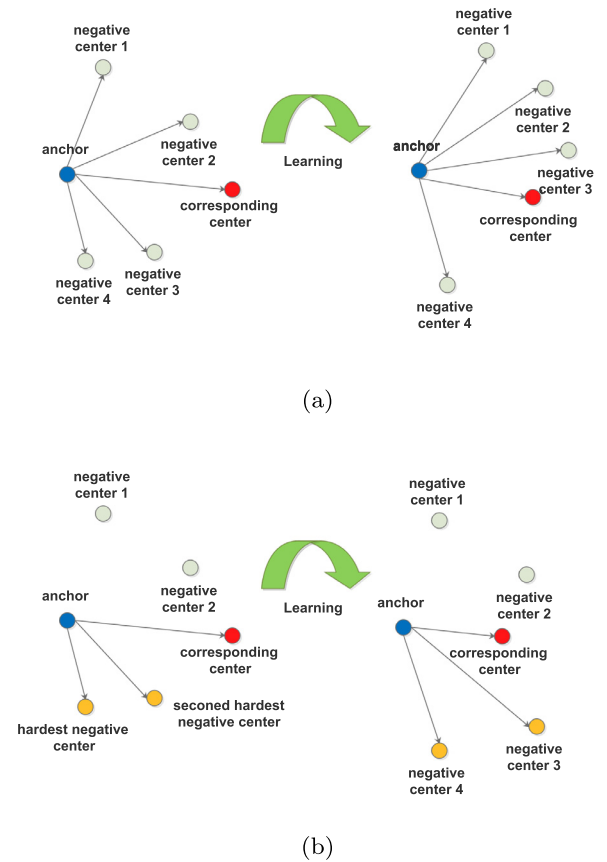 negative
center 1
anchor
negative
center 2
corresponding
center
negative
center 3
negative
center 4
Learning
negative
center 1
anchor
negative
center 2
negative
center 3
corresponding
center
negative
center 4
(a)
negative
center 1
anchor
negative
center 2
corresponding
center
seconed hardest
negative center
hardest negative
center
Learning
negative
center 1
anchor
negative
center 2
corresponding
center
negative
center 3
negative
center 4
(b)